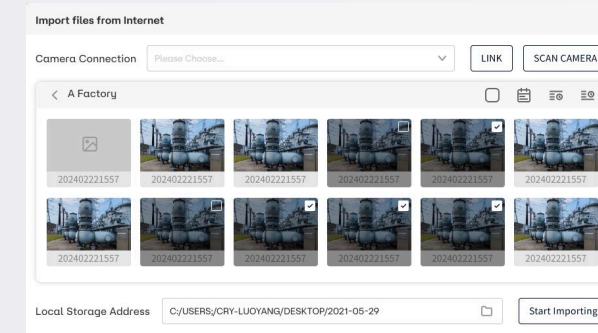 Import files from Internet
Camera Connection Please Choose... LINK SCAN CAMERA
A Factory
202402221557 202402221557 202402221557 202402221557 202402221557 202402221557
202402221557 202402221557 202402221557 202402221557 202402221557 202402221557
Local Storage Address C:/USERS;/CRY-LUOYANG/DESKTOP/2021-05-29 Start Importing